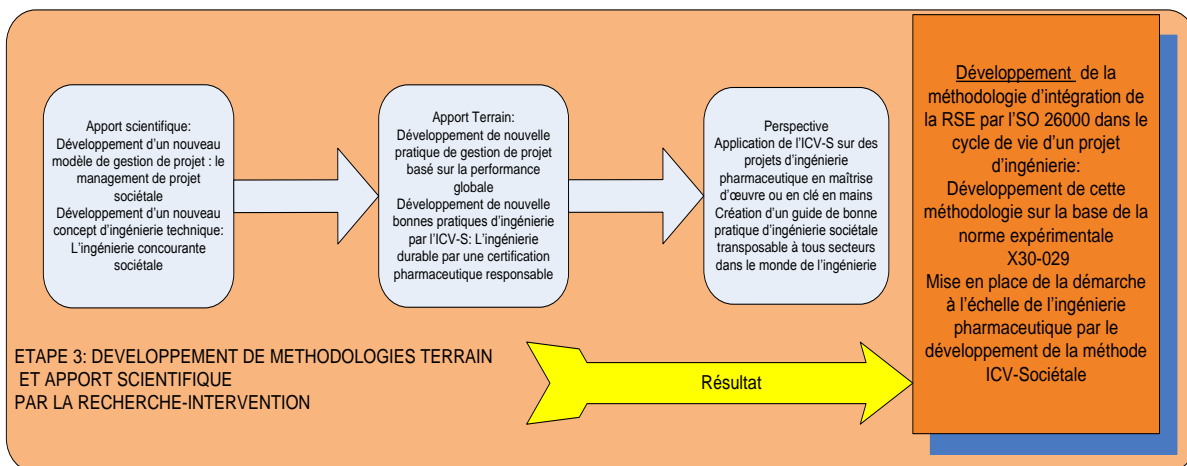 Apport scientifique:
Développement d'un nouveau
modèle de gestion de projet : le
management de projet
sociétale
Développement d'un nouveau
concept d'ingénierie technique:
L'ingénierie concourante
sociétale
Apport Terrain:
Développement de nouvelle
pratique de gestion de projet
basé sur la performance
globale
Développement de nouvelle
bonnes pratiques d'ingénierie
par l'ICV-S: L'ingénierie
durable par une certification
pharmaceutique responsable
Perspective
Application de l'ICV-S sur des
projets d'ingénierie
pharmaceutique en maîtrise
d'œuvre ou en clé en mains
Création d'un guide de bonne
pratique d'ingénierie sociétale
transposable à tous secteurs
dans le monde de l'ingénierie
Développement de la
méthodologie d'intégration de
la RSE par l'SO 26000 dans le
cycle de vie d'un projet
d'ingénierie:
Développement de cette
méthodologie sur la base de la
norme expérimentale
X30-029
Mise en place de la démarche
à l'échelle de l'ingénierie
pharmaceutique par le
développement de la méthode
ICV-Sociétale
ETAPE 3: DEVELOPPEMENT DE METHODOLOGIES TERRAIN
ET APPORT SCIENTIFIQUE
PAR LA RECHERCHE-INTERVENTION
Résultat